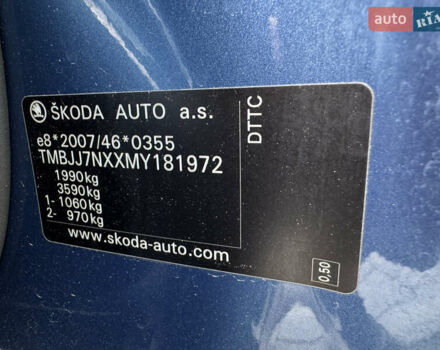 AUTO RIA
ŠKODA AUTO a.s.
e8*2007/46*0355
TMBJJ7NXXMY181972
1990kg
3590kg
1- 1060kg
2- 970kg
www.skoda-auto.com
DTTC
0,50